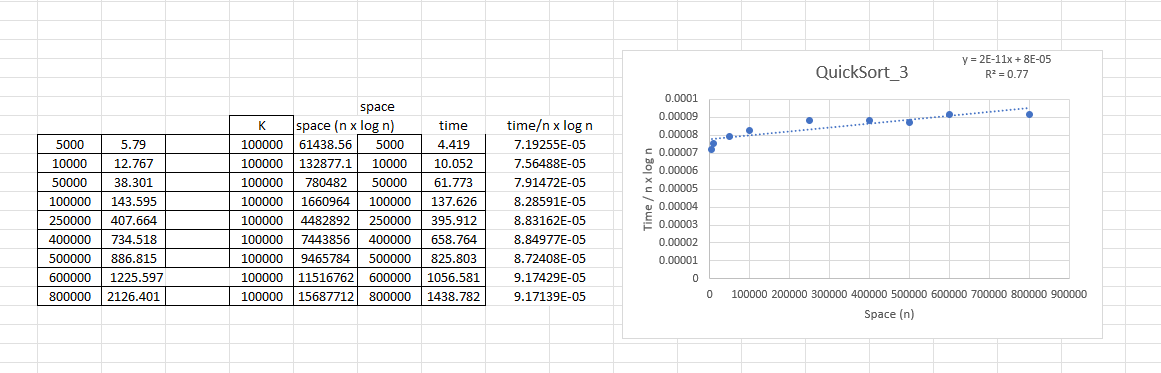 space
K space (n x log n) time time/n x log n
5000 5.79 100000 61438.56 5000 4.419 7.19255E-05
10000 12.767 100000 132877.1 10000 10.052 7.56488E-05
50000 38.301 100000 780482 50000 61.773 7.91472E-05
100000 143.595 100000 1660964 100000 137.626 8.28591E-05
250000 407.664 100000 4482892 250000 395.912 8.83162E-05
400000 734.518 100000 7443856 400000 658.764 8.84977E-05
500000 886.815 100000 9465784 500000 825.803 8.72408E-05
600000 1225.597 100000 11516762 600000 1056.581 9.17429E-05
800000 2126.401 100000 15687712 800000 1438.782 9.17139E-05
QuickSort_3
y = 2E-11x + 8E-05
R² = 0.77
Time / n x log n
0.0001
0.00009
0.00008
0.00007
0.00006
0.00005
0.00004
0.00003
0.00002
0.00001
0
0 100000 200000 300000 400000 500000 600000 700000 800000 900000
Space (n)